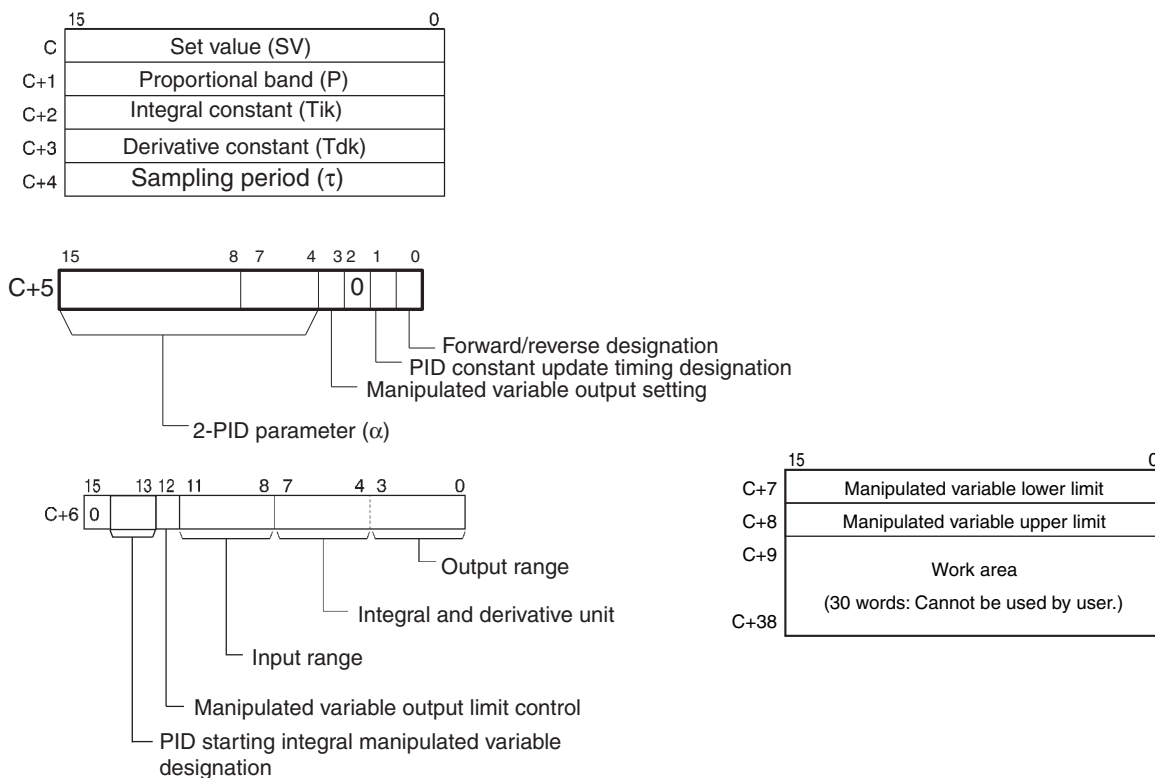 15 0
C Set value (SV)
C+1 Proportional band (P)
C+2 Integral constant (Tik)
C+3 Derivative constant (Tdk)
C+4 Sampling period (τ)
15 8 7 4 3 2 1 0
C+5 0
Forward/reverse designation
PID constant update timing designation
Manipulated variable output setting
2-PID parameter (α)
15 13 12 11 8 7 4 3 0
C+6 0
Output range
Integral and derivative unit
Input range
Manipulated variable output limit control
PID starting integral manipulated variable
designation
15 0
C+7 Manipulated variable lower limit
C+8 Manipulated variable upper limit
C+9
Work area
(30 words: Cannot be used by user.)
C+38